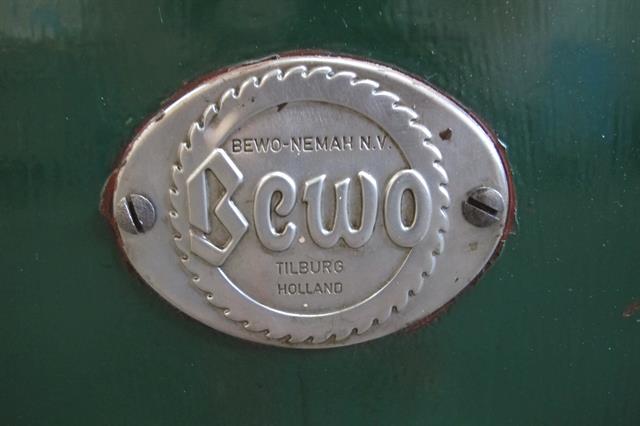 BEWO-NEMAH N.V.
Bewo
TILBURG
HOLLAND